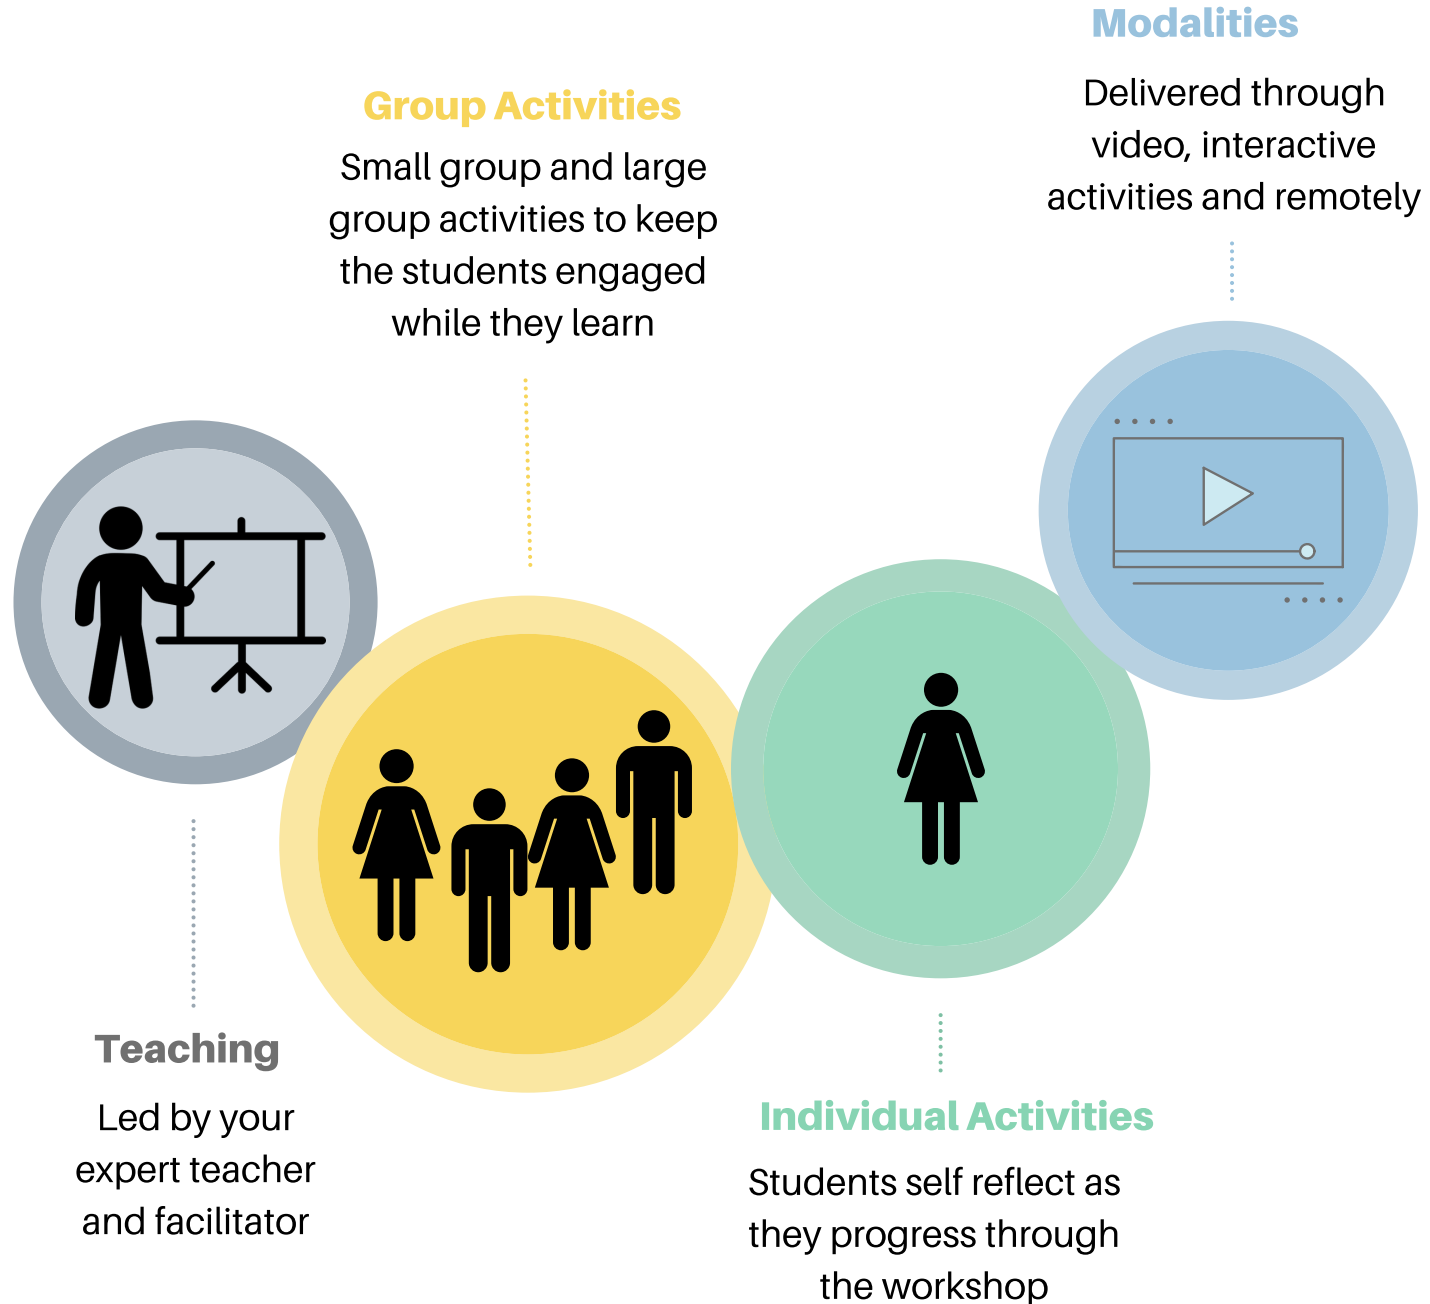 Modalities
Delivered through
video, interactive
activities and remotely
Group Activities
Small group and large
group activities to keep
the students engaged
while they learn
Teaching
Led by your
expert teacher
and facilitator
Individual Activities
Students self reflect as
they progress through
the workshop